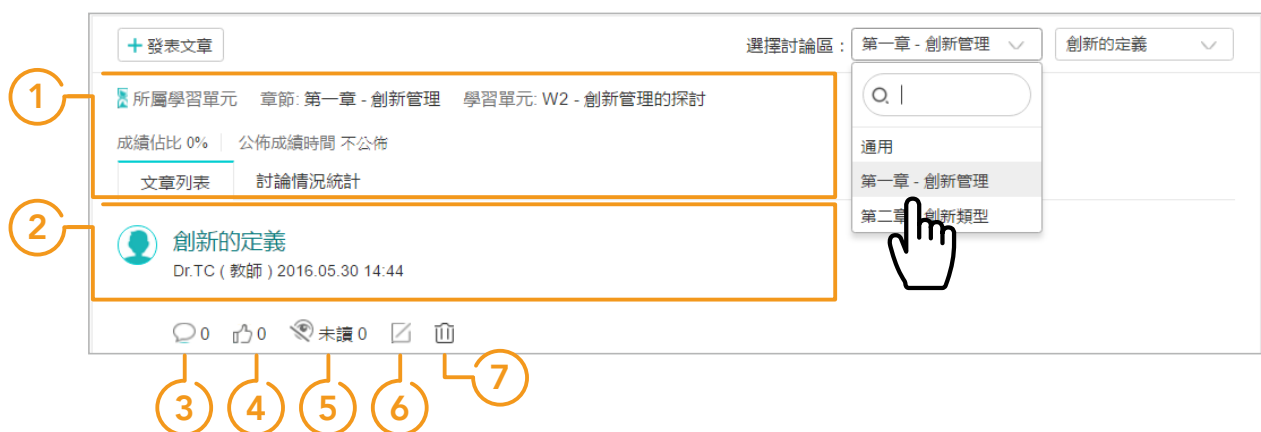 + 發表文章
選擇討論區： 第一章 - 創新管理 創新的定義
所屬學習單元 章節: 第一章 - 創新管理 學習單元: W2 - 創新管理的探討
成績佔比 0% 公佈成績時間 不公佈
文章列表 討論情況統計
通用
第一章 - 創新管理
第二章 創新類型
創新的定義
Dr.TC ( 教師 ) 2016.05.30 14:44
0 0 未讀 0
1
2
3 4 5 6 7